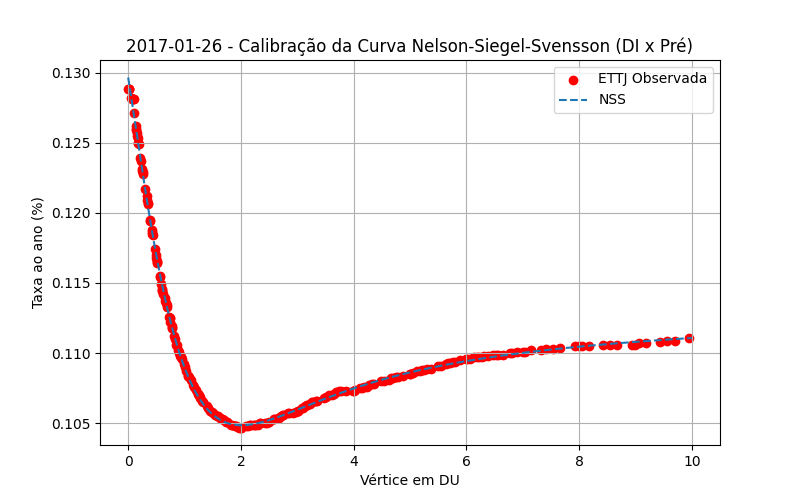 2017-01-26 - Calibração da Curva Nelson-Siegel-Svensson (DI x Pré)
ETTJ Observada
NSS
Taxa ao ano (%)
0.130
0.125
0.120
0.115
0.110
0.105
0
2
4
6
8
10
Vértice em DU